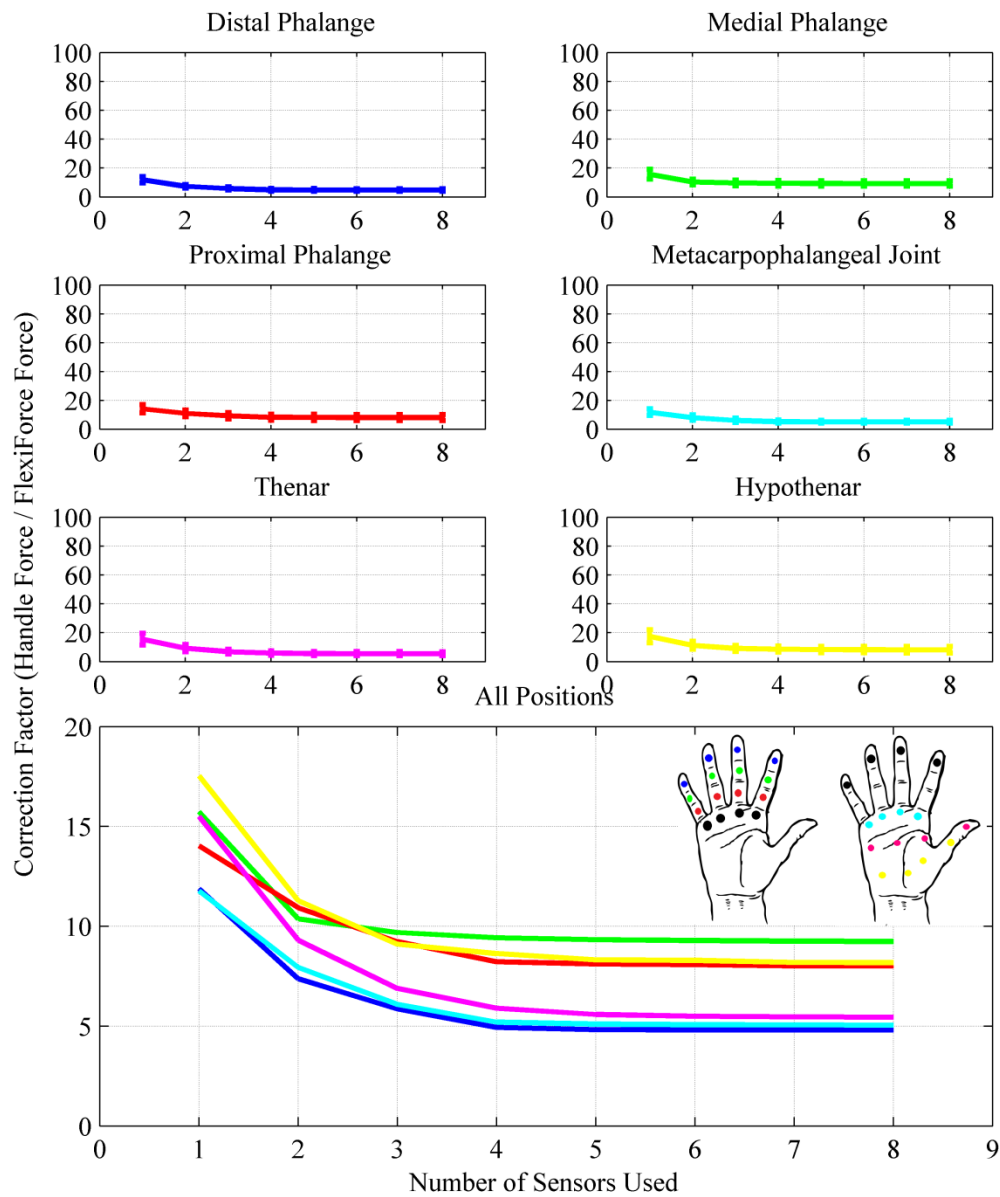 Distal Phalange
Medial Phalange
100
80
60
40
20
0
0 2 4 6 8
100
80
60
40
20
0
0 2 4 6 8
Proximal Phalange
Metacarpophalangeal Joint
100
80
60
40
20
0
0 2 4 6 8
100
80
60
40
20
0
0 2 4 6 8
Thenar
Hypothenar
100
80
60
40
20
0
0 2 4 6 8
100
80
60
40
20
0
0 2 4 6 8
Correction Factor (Handle Force / FlexiForce Force)
All Positions
20
15
10
5
0
0 1 2 3 4 5 6 7 8 9
Number of Sensors Used